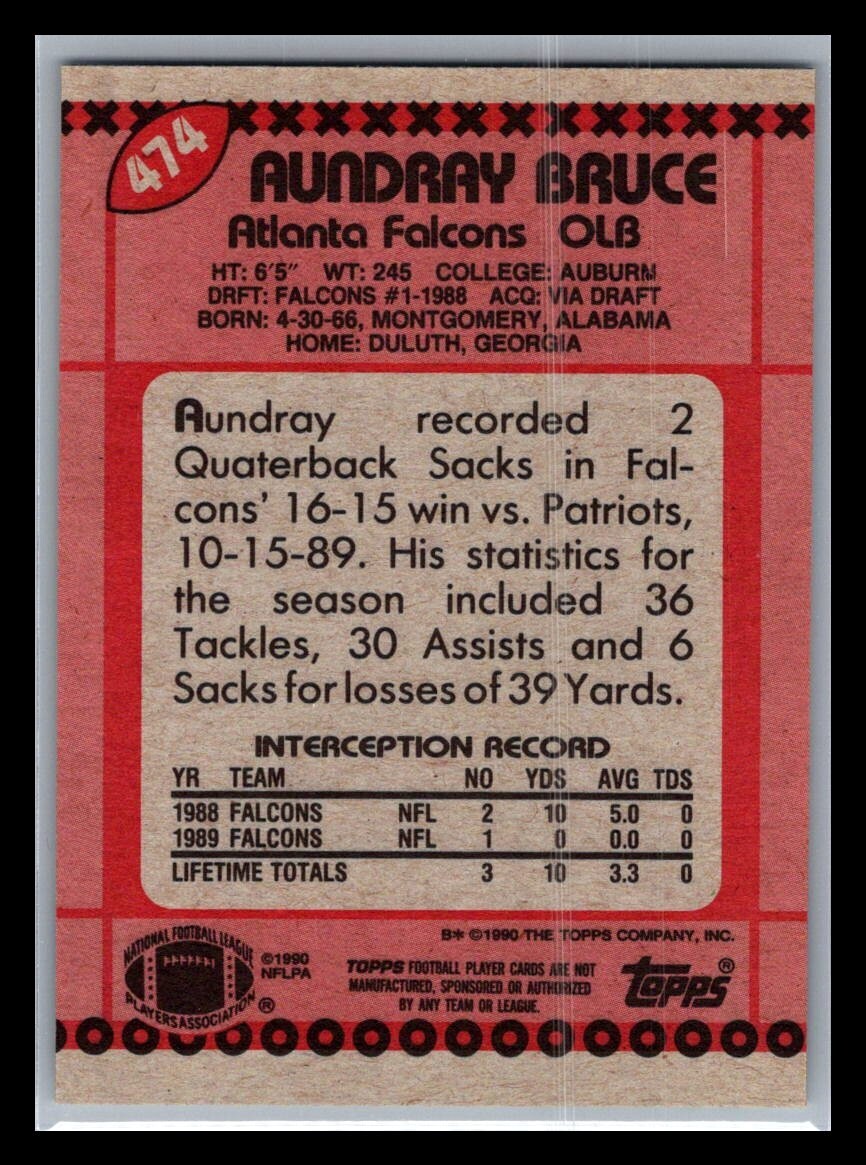 474
AUNDRAY BRUCE
Atlanta Falcons OLB
HT: 6'5" WT: 245 COLLEGE: AUBURN
DRFT: FALCONS #1-1988 ACQ: VIA DRAFT
BORN: 4-30-66, MONTGOMERY, ALABAMA
HOME: DULUTH, GEORGIA
Aundray recorded 2
Quaterback Sacks in Fal-
cons' 16-15 win vs. Patriots,
10-15-89. His statistics for
the season included 36
Tackles, 30 Assists and 6
Sacks for losses of 39 Yards.
INTERCEPTION RECORD
YR TEAM NO YDS AVG TDS
1988 FALCONS NFL 2 10 5.0 0
1989 FALCONS NFL 1 0 0.0 0
LIFETIME TOTALS 3 10 3.3 0
B* ©1990 THE TOPPS COMPANY, INC.
NATIONAL FOOTBALL LEAGUE
PLAYERS ASSOCIATION ®
©1990
NFLPA
TOPPS FOOTBALL PLAYER CARDS ARE NOT
MANUFACTURED, SPONSORED OR AUTHORIZED
BY ANY TEAM OR LEAGUE.
topps®